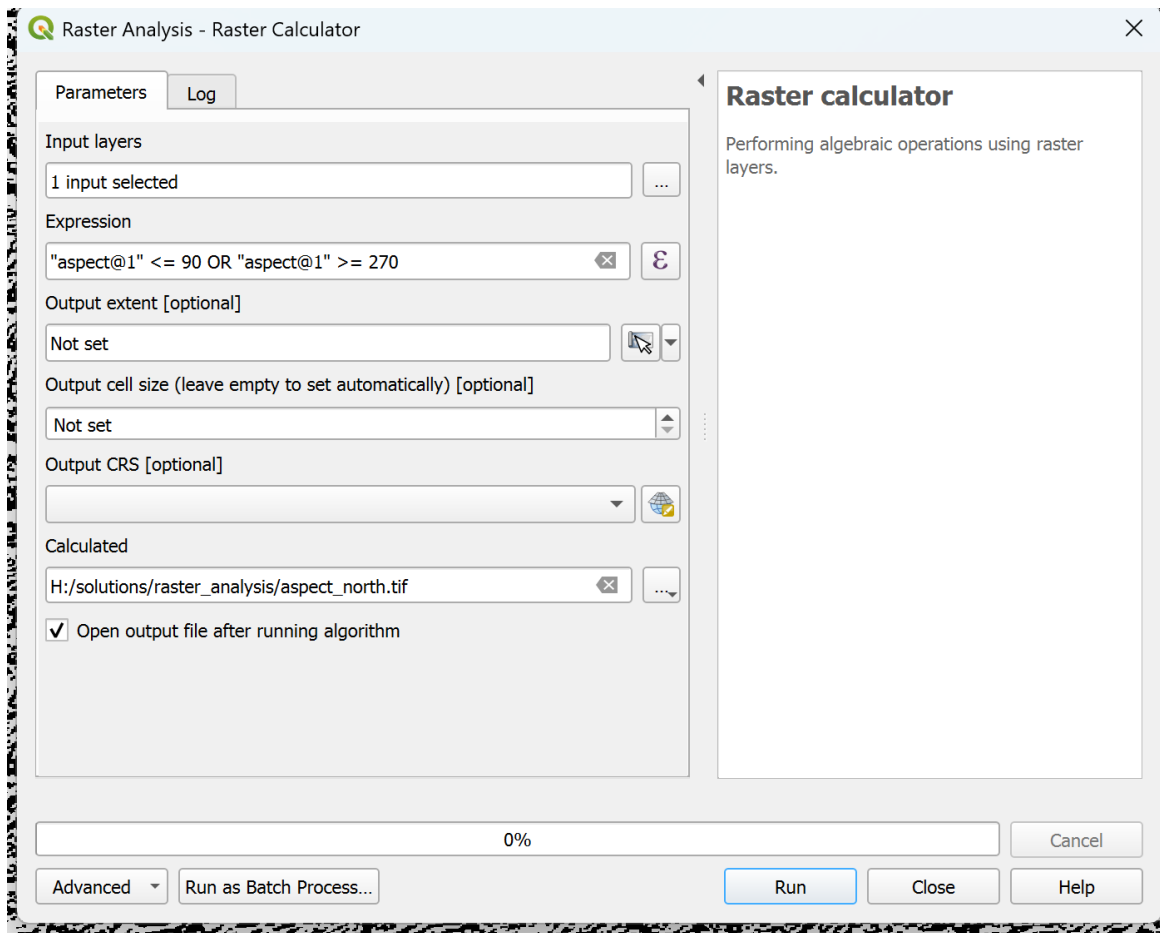 Raster Analysis - Raster Calculator
Parameters
Log
Input layers
1 input selected
...
Expression
"aspect@1" <= 90 OR "aspect@1" >= 270
ε
Output extent [optional]
Not set
Output cell size (leave empty to set automatically) [optional]
Not set
Output CRS [optional]
Calculated
H:/solutions/raster_analysis/aspect_north.tif
...
Open output file after running algorithm
Raster calculator
Performing algebraic operations using raster
layers.
0%
Cancel
Advanced
Run as Batch Process...
Run
Close
Help